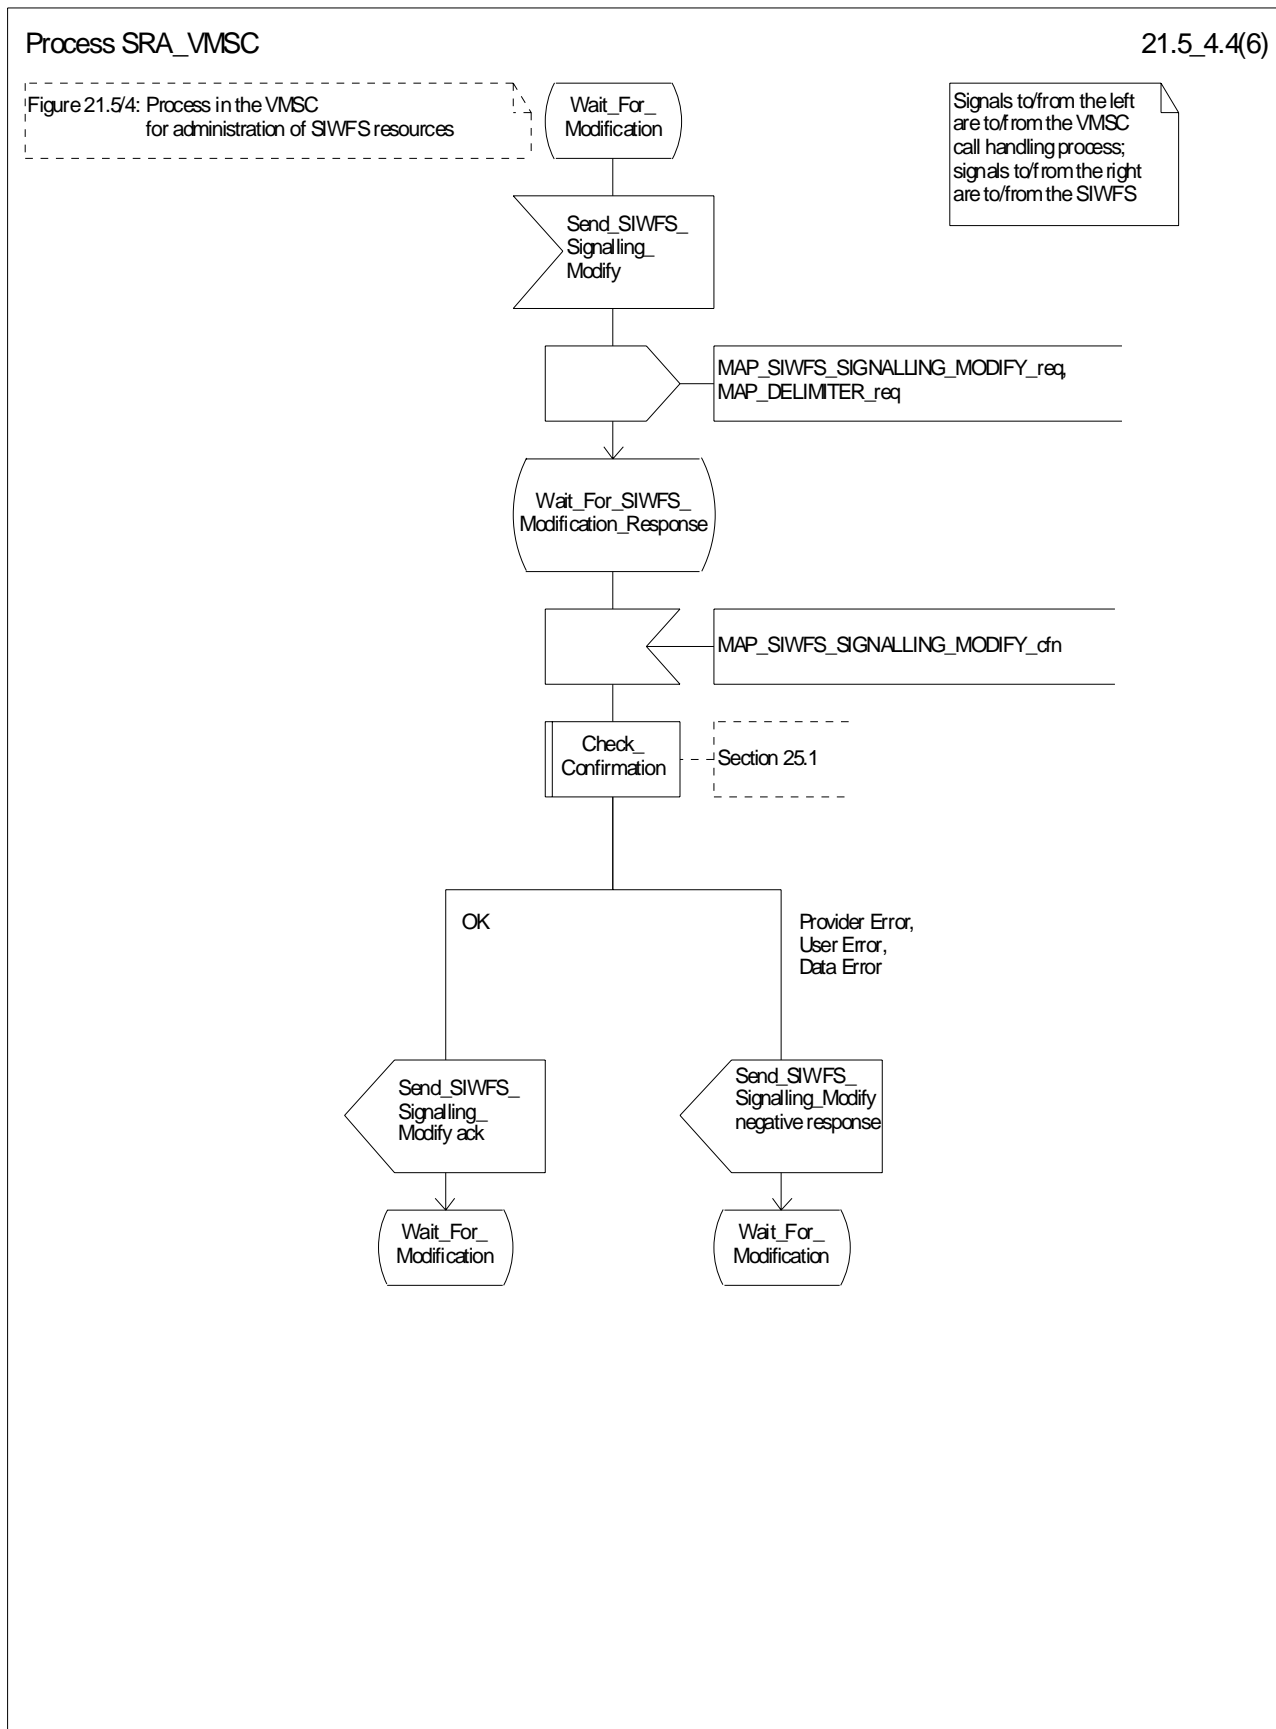 Process SRA_VMSC
21.5_4.4(6)
Figure 21.5/4: Process in the VMSC
for administration of SIWFS resources
Wait_For_
Modification
Signals to/from the left
are to/from the VMSC
call handling process;
signals to/from the right
are to/from the SIWFS
Send_SIWFS_
Signalling_
Modify
MAP_SIWFS_SIGNALLING_MODIFY_req,
MAP_DELIMITER_req
Wait_For_SIWFS_
Modification_Response
MAP_SIWFS_SIGNALLING_MODIFY_cfn
Check_
Confirmation
Section 25.1
OK
Provider Error,
User Error,
Data Error
Send_SIWFS_
Signalling_
Modify ack
Send_SIWFS_
Signalling_Modify
negative response
Wait_For_
Modification
Wait_For_
Modification